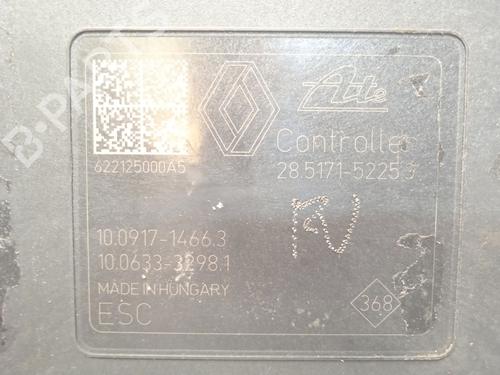 B-PARTS
Ate
622125000A5
Controller
28.5171-5225.3
10.0917-1466.3
10.0633-3298.1
MADE IN HUNGARY
ESC
368